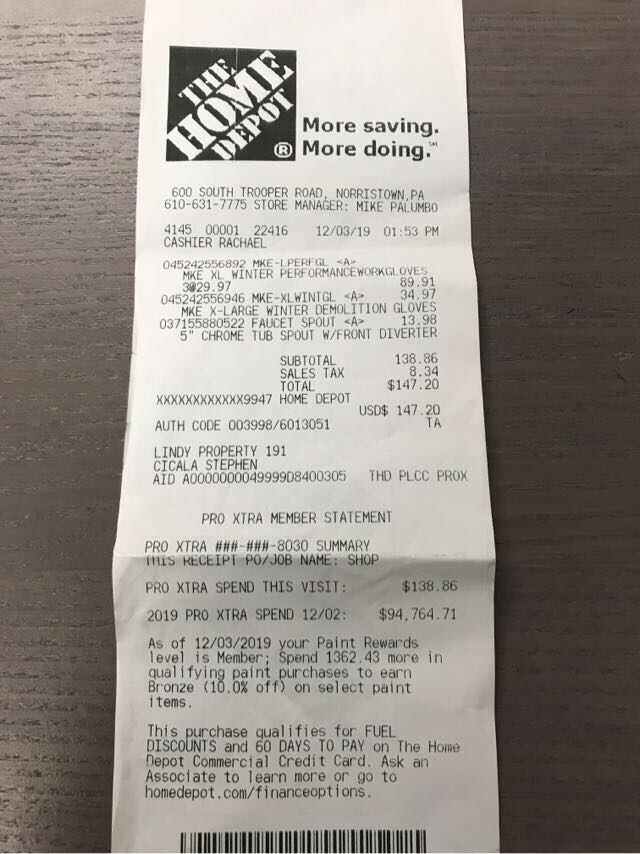 THE
HOME
DEPOT
®
More saving.
More doing.℠
600 SOUTH TROOPER ROAD, NORRISTOWN,PA
610-631-7775 STORE MANAGER: MIKE PALUMBO
4145 00001 22416 12/03/19 01:53 PM
CASHIER RACHAEL
045242556892 MKE-LPERFGL <A>
MKE XL WINTER PERFORMANCEWORKGLOVES
3@29.97 89.91
045242556946 MKE-XLWINTGL <A> 34.97
MKE X-LARGE WINTER DEMOLITION GLOVES
037155880522 FAUCET SPOUT <A> 13.98
5" CHROME TUB SPOUT W/FRONT DIVERTER
SUBTOTAL 138.86
SALES TAX 8.34
TOTAL $147.20
XXXXXXXXXXXX9947 HOME DEPOT
USD$ 147.20
AUTH CODE 003998/6013051 TA
LINDY PROPERTY 191
CICALA STEPHEN
AID A0000000049999D8400305 THD PLCC PROX
PRO XTRA MEMBER STATEMENT
PRO XTRA ###-###-8030 SUMMARY
THIS RECEIPT PO/JOB NAME: SHOP
PRO XTRA SPEND THIS VISIT: $138.86
2019 PRO XTRA SPEND 12/02: $94,764.71
As of 12/03/2019 your Paint Rewards
level is Member; Spend 1362.43 more in
qualifying paint purchases to earn
Bronze (10.0% off) on select paint
items.
This purchase qualifies for FUEL
DISCOUNTS and 60 DAYS TO PAY on The Home
Depot Commercial Credit Card. Ask an
Associate to learn more or go to
homedepot.com/financeoptions.